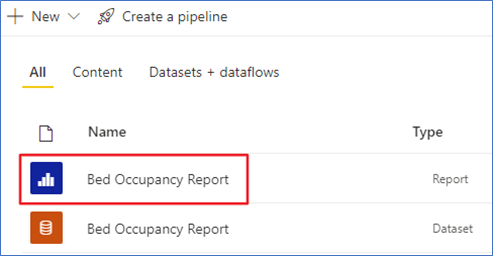 New Create a pipeline
All Content Datasets + dataflows
Name Type
Bed Occupancy Report Report
Bed Occupancy Report Dataset